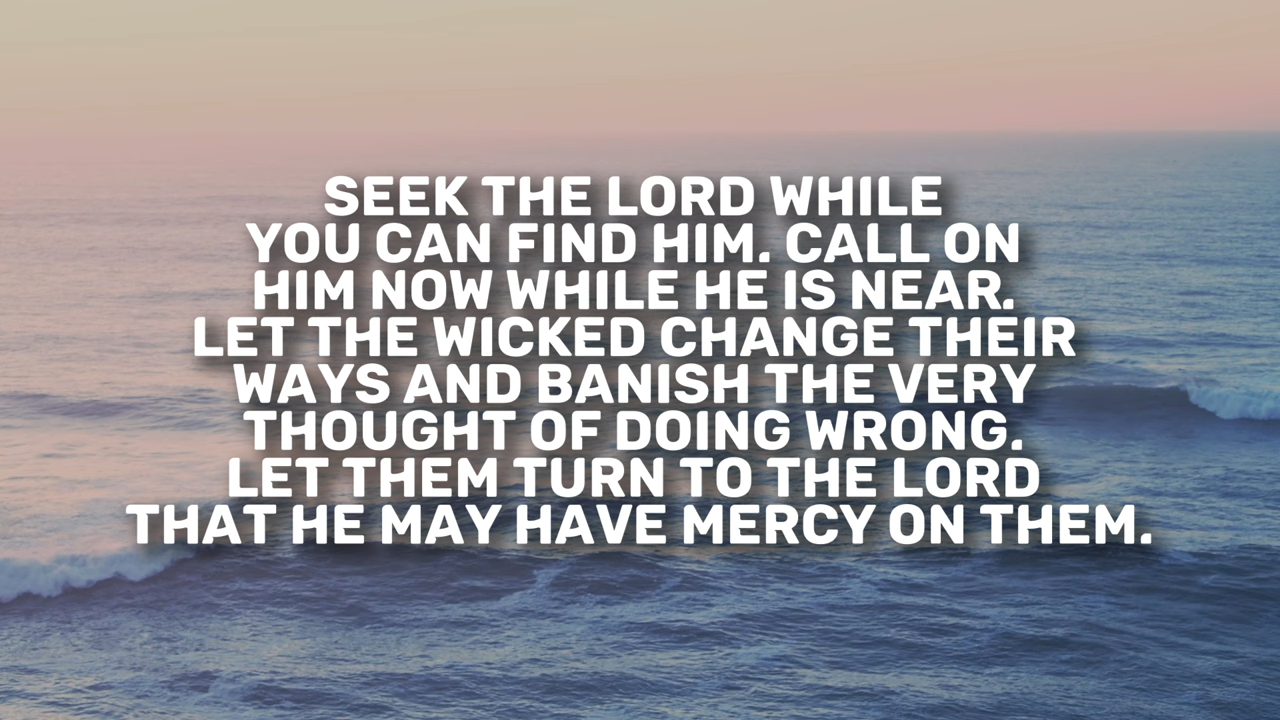 SEEK THE LORD WHILE
YOU CAN FIND HIM. CALL ON
HIM NOW WHILE HE IS NEAR.
LET THE WICKED CHANGE THEIR
WAYS AND BANISH THE VERY
THOUGHT OF DOING WRONG.
LET THEM TURN TO THE LORD
THAT HE MAY HAVE MERCY ON THEM.